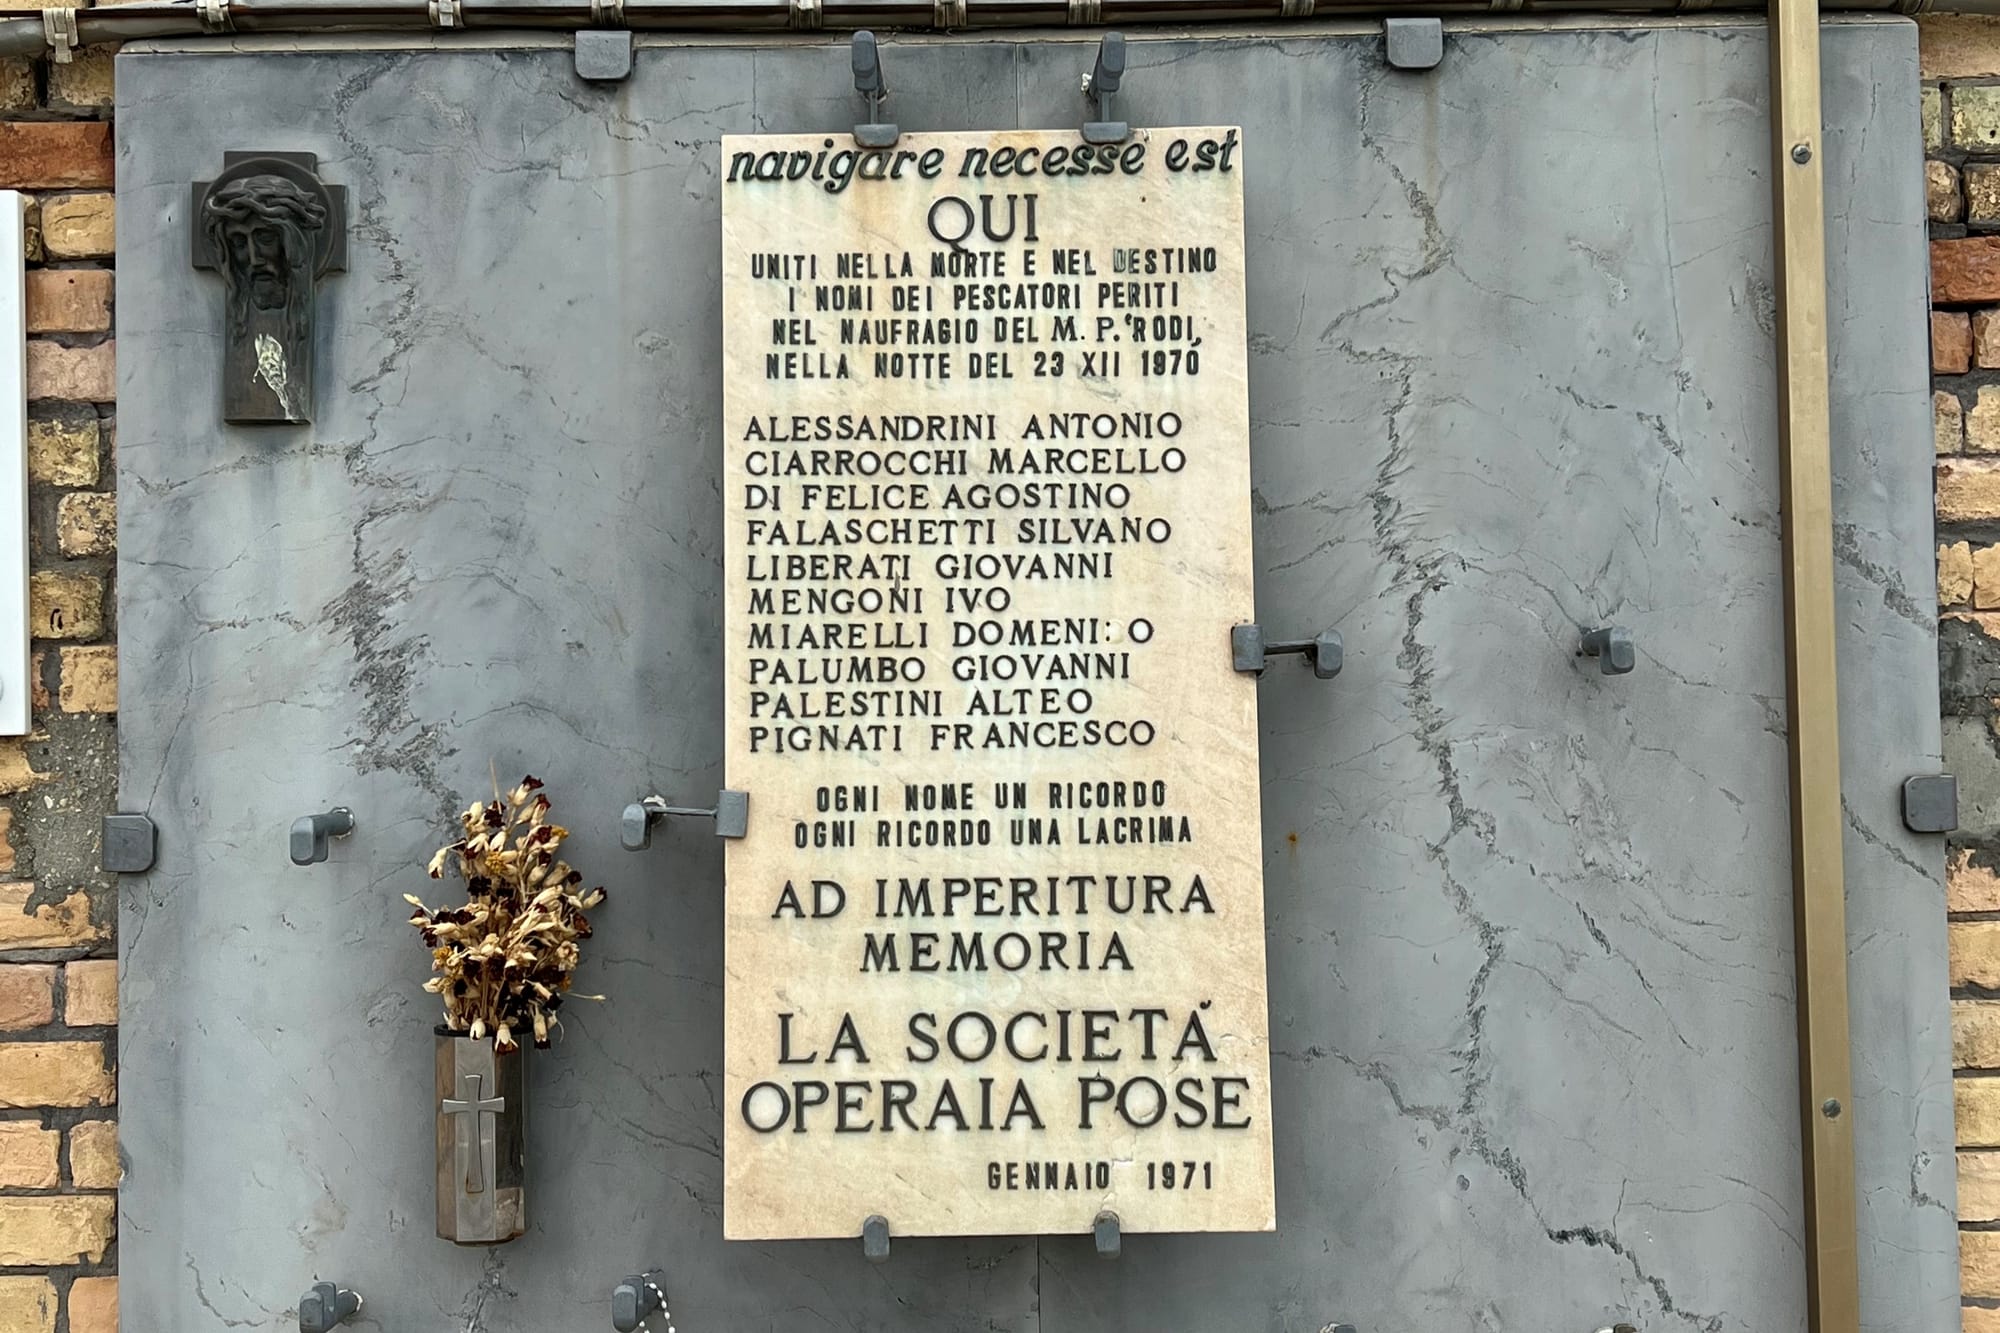 navigare necesse est
QUI
UNITI NELLA MORTE E NEL DESTINO
I NOMI DEI PESCATORI PERITI
NEL NAUFRAGIO DEL M. P. ‘RODI,
NELLA NOTTE DEL 23 XII 1970
ALESSANDRINI ANTONIO
CIARROCCHI MARCELLO
DI FELICE AGOSTINO
FALASCHETTI SILVANO
LIBERATI GIOVANNI
MENGONI IVO
MIARELLI DOMENI: O
PALUMBO GIOVANNI
PALESTINI ALTEO
PIGNATI FRANCESCO
OGNI NOME UN RICORDO
OGNI RICORDO UNA LACRIMA
AD IMPERITURA
MEMORIA
LA SOCIETÁ
OPERAIA POSE
GENNAIO 1971